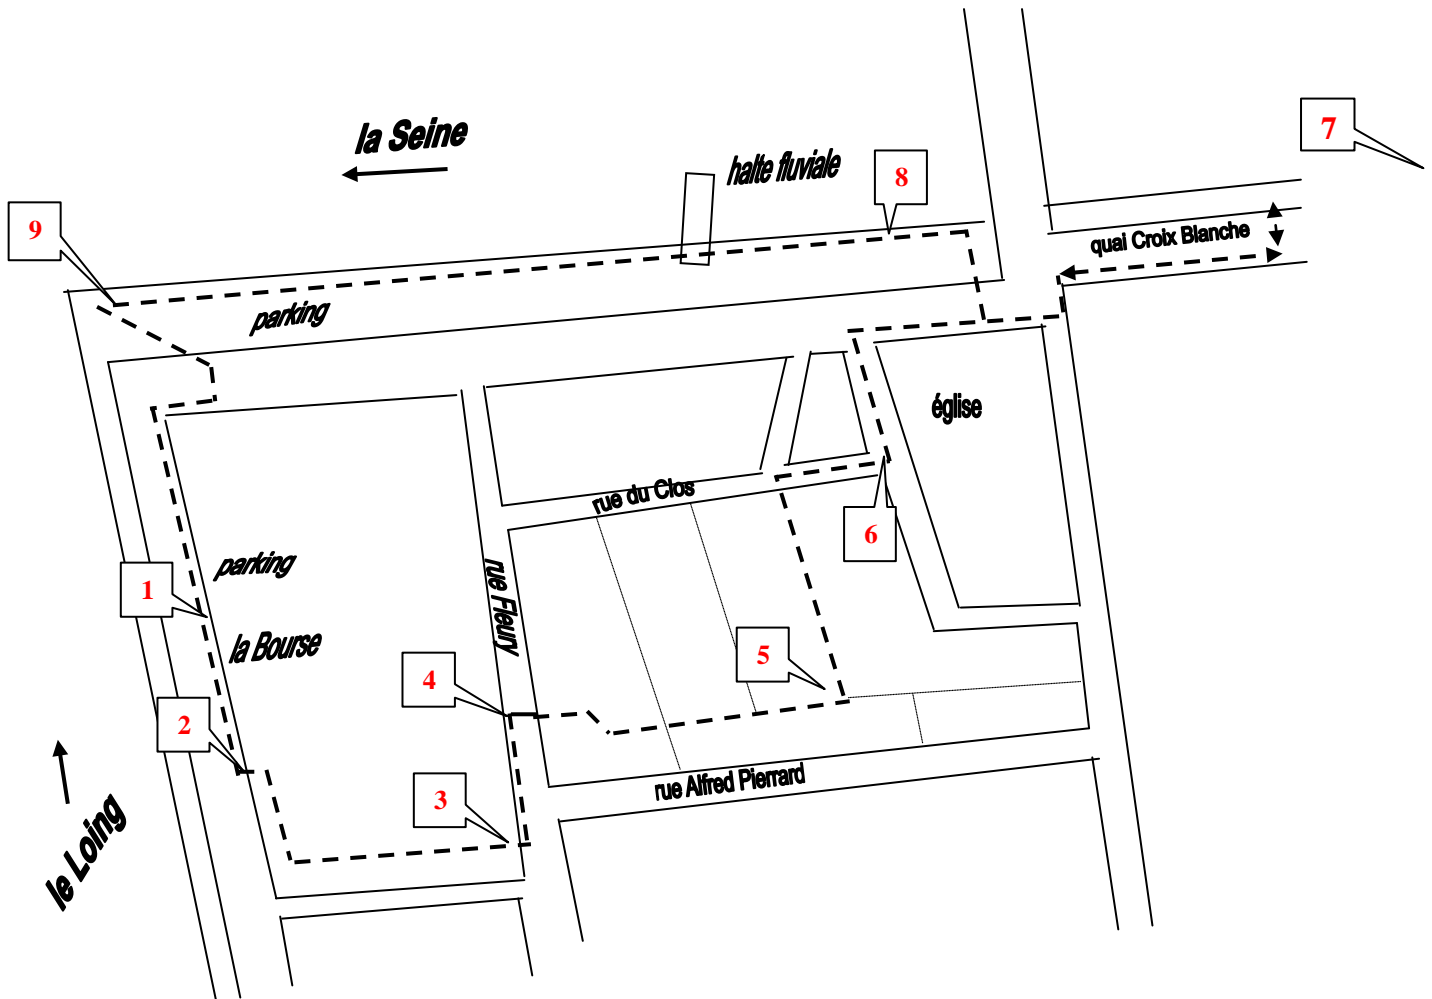 7
la Seine
halte fluviale
8
9
quai Croix Blanche
parking
église
rue du Clos
6
parking
1
rue Fleury
la Bourse
5
4
2
rue Alfred Pierrard
3
le Loing